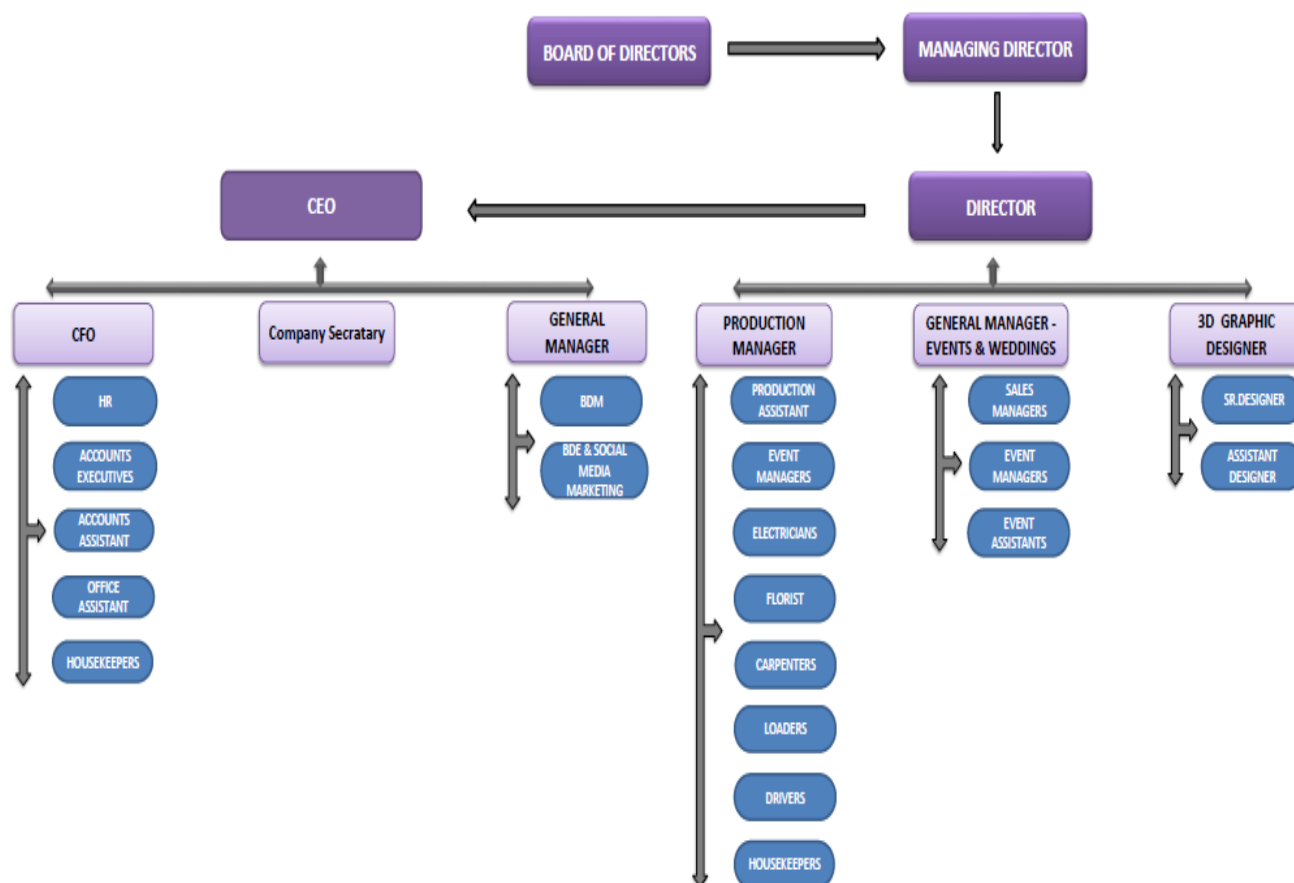 BOARD OF DIRECTORS
MANAGING DIRECTOR
CEO
DIRECTOR
CFO
Company Secratary
GENERAL
MANAGER
PRODUCTION
MANAGER
GENERAL MANAGER -
EVENTS & WEDDINGS
3D GRAPHIC
DESIGNER
HR
ACCOUNTS
EXECUTIVES
ACCOUNTS
ASSISTANT
OFFICE
ASSISTANT
HOUSEKEEPERS
BDM
BDE & SOCIAL
MEDIA
MARKETING
PRODUCTION
ASSISTANT
EVENT
MANAGERS
ELECTRICIANS
FLORIST
CARPENTERS
LOADERS
DRIVERS
HOUSEKEEPERS
SALES
MANAGERS
EVENT
MANAGERS
EVENT
ASSISTANTS
SR.DESIGNER
ASSISTANT
DESIGNER